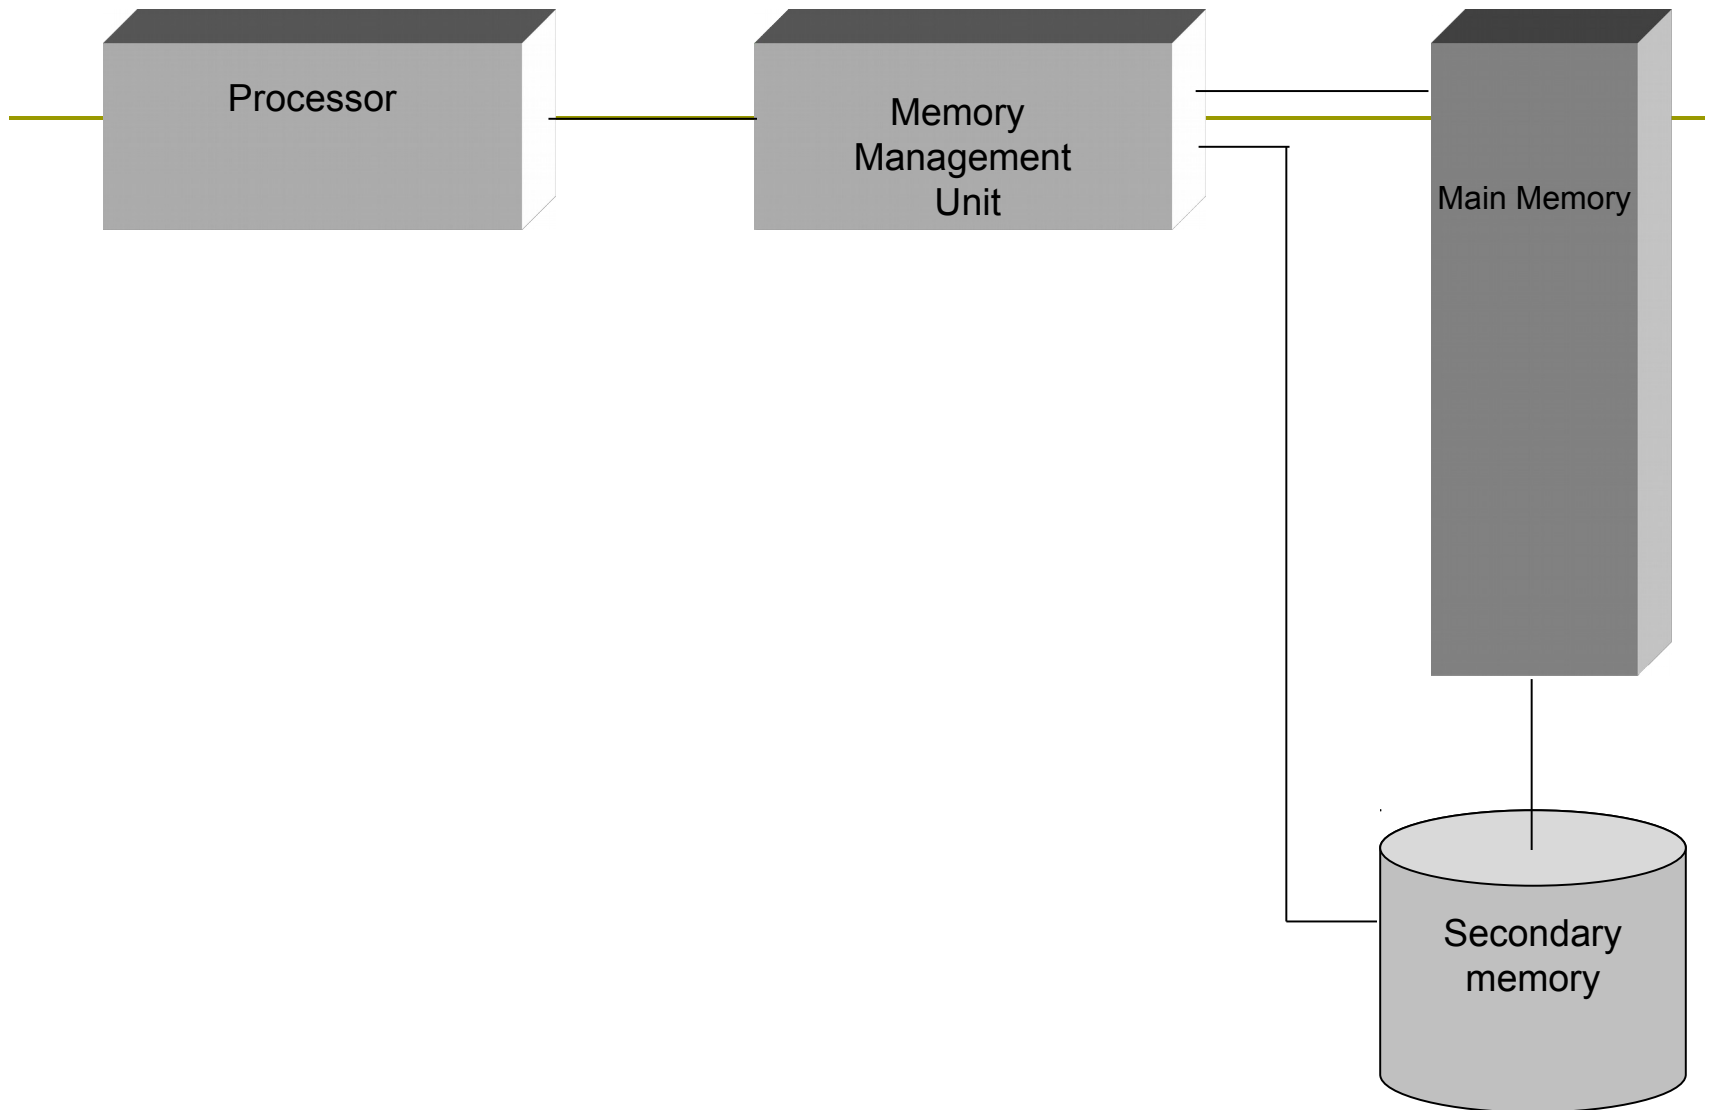 Processor
Memory
Management
Unit
Main Memory
Secondary
memory